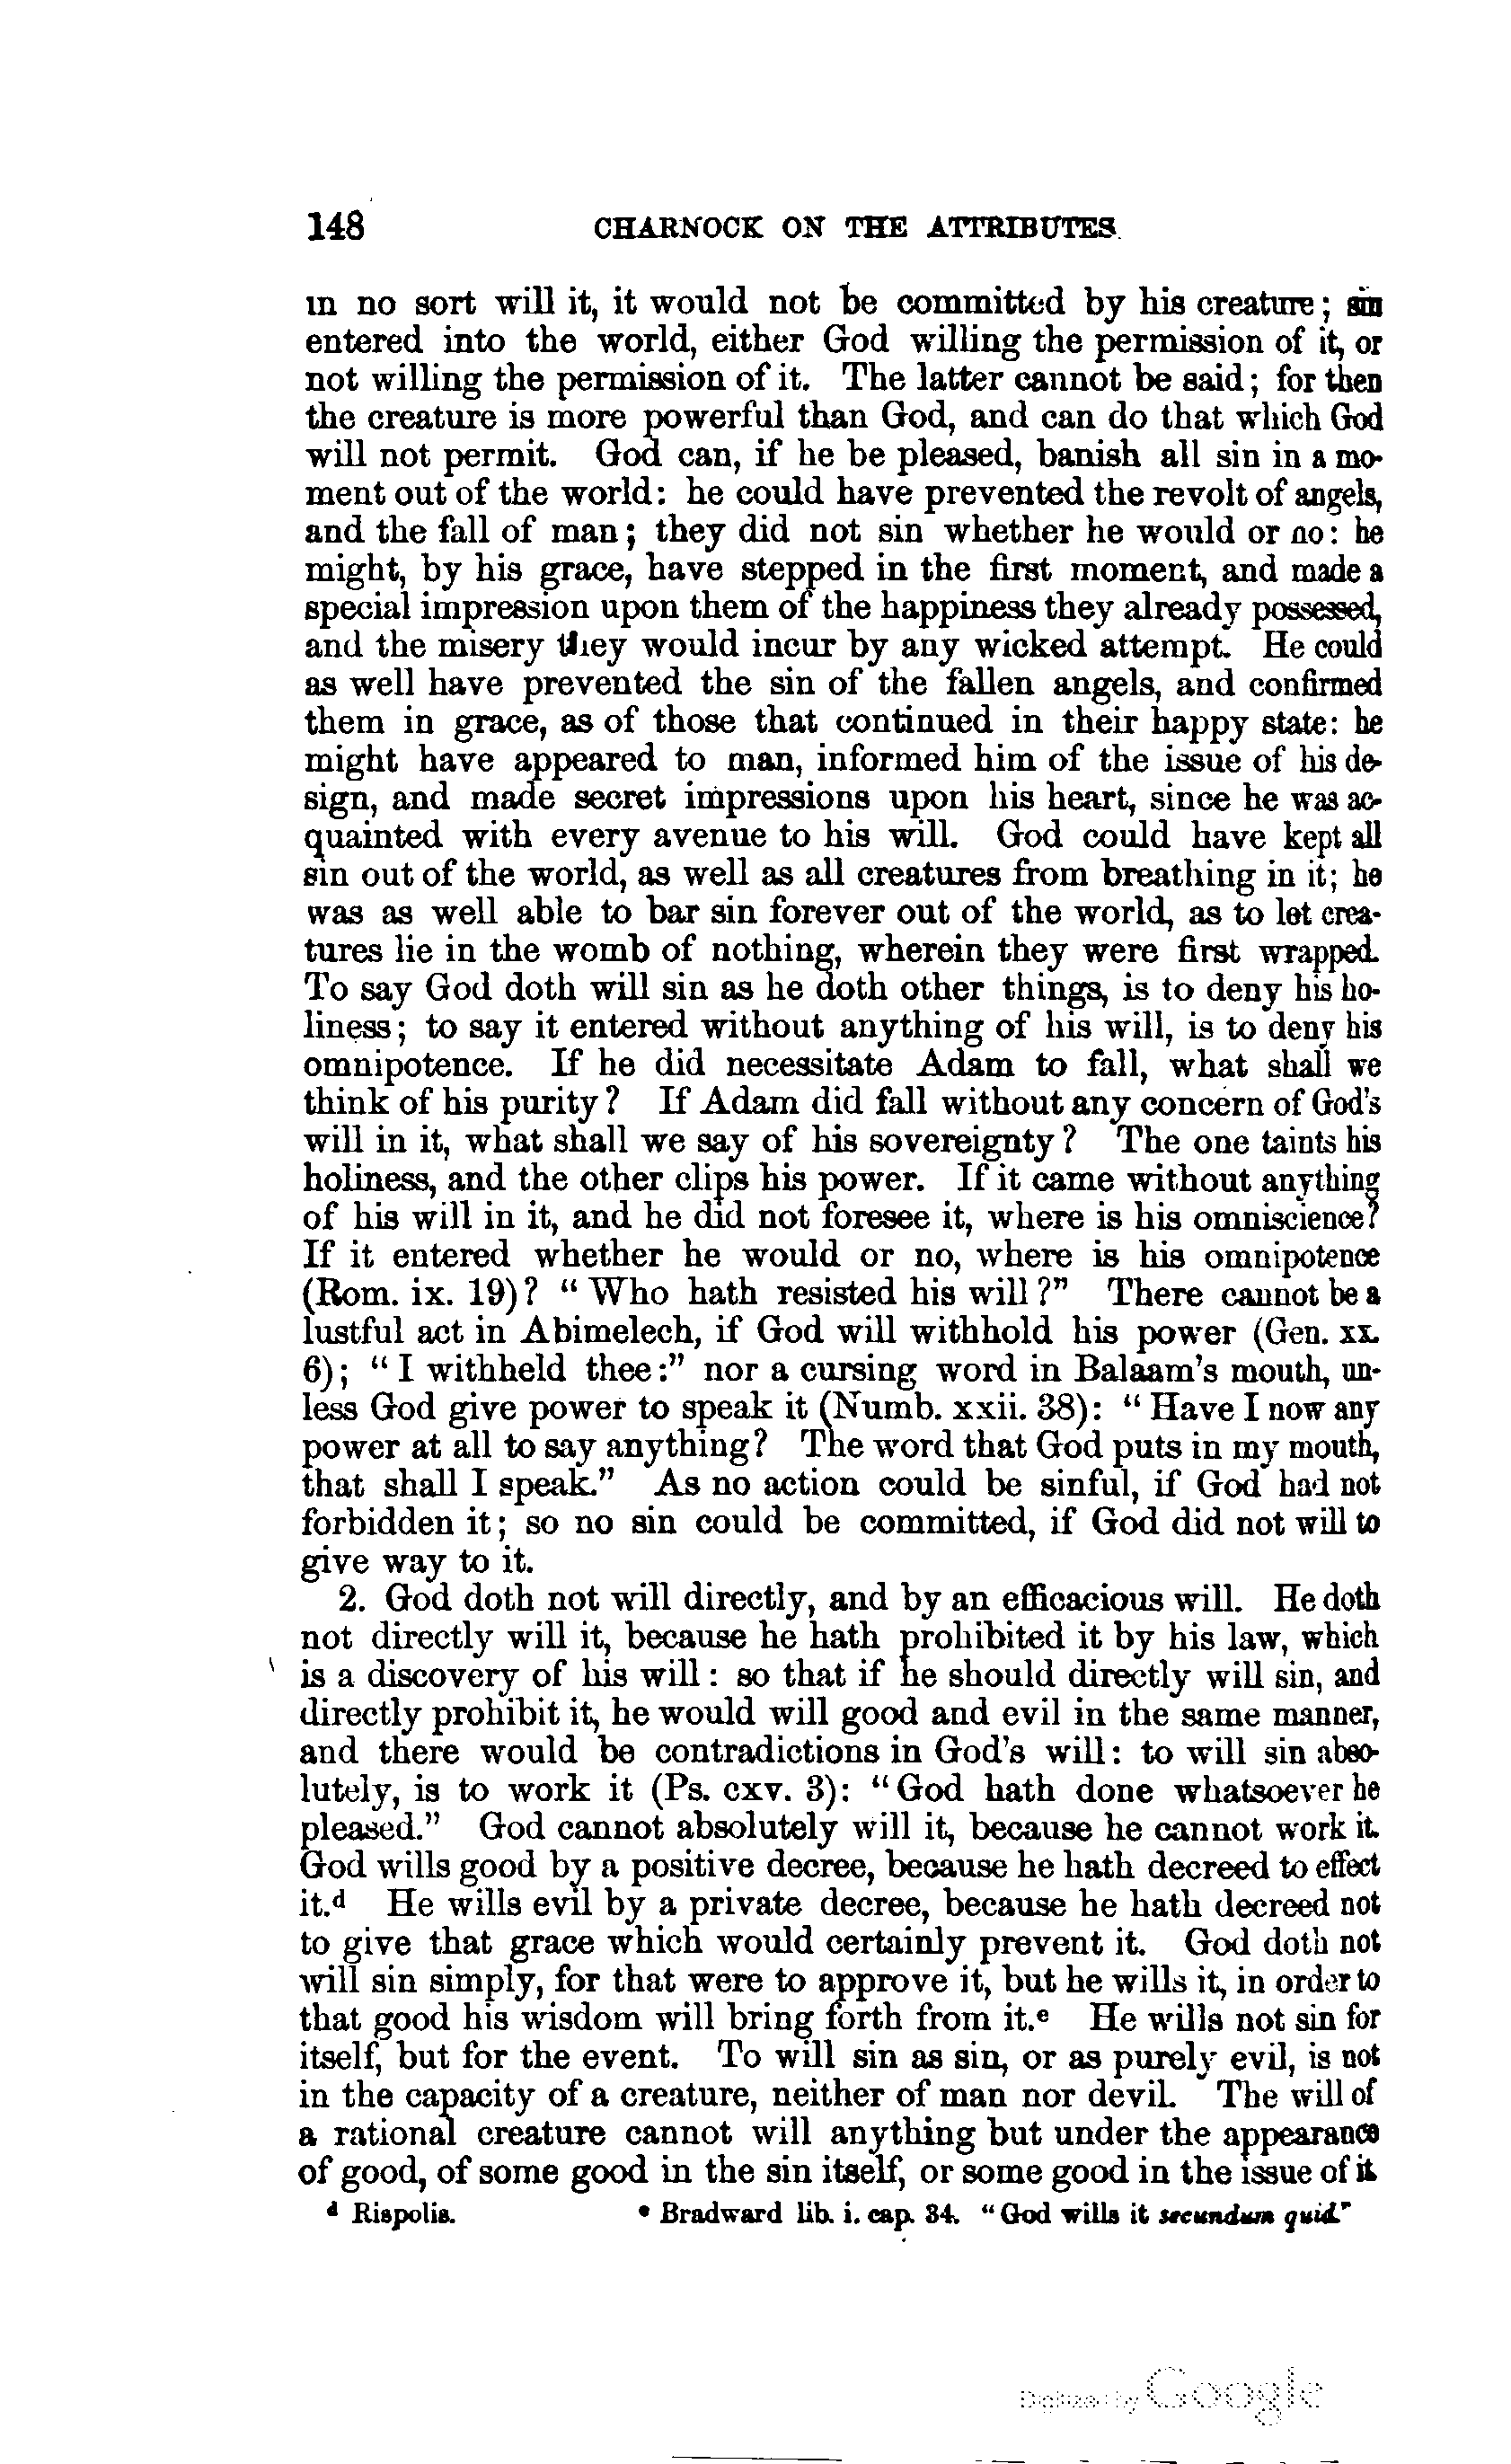 148 CHARNOCK ON THE ATTRIBUTES.
in no sort will it, it would not be committed by his creature; sin
entered into the world, either God willing the permission of it, or
not willing the permission of it. The latter cannot be said; for then
the creature is more powerful than God, and can do that which God
will not permit. God can, if he be pleased, banish all sin in a mo-
ment out of the world: he could have prevented the revolt of angels,
and the fall of man; they did not sin whether he would or no: he
might, by his grace, have stepped in the first moment, and made a
special impression upon them of the happiness they already possessed,
and the misery they would incur by any wicked attempt. He could
as well have prevented the sin of the fallen angels, and confirmed
them in grace, as of those that continued in their happy state: he
might have appeared to man, informed him of the issue of his de-
sign, and made secret impressions upon his heart, since he was ac-
quainted with every avenue to his will. God could have kept all
sin out of the world, as well as all creatures from breathing in it; he
was as well able to bar sin forever out of the world, as to let crea-
tures lie in the womb of nothing, wherein they were first wrapped.
To say God doth will sin as he doth other things, is to deny his ho-
liness; to say it entered without anything of his will, is to deny his
omnipotence. If he did necessitate Adam to fall, what shall we
think of his purity? If Adam did fall without any concern of God's
will in it, what shall we say of his sovereignty? The one taints his
holiness, and the other clips his power. If it came without anything
of his will in it, and he did not foresee it, where is his omniscience?
If it entered whether he would or no, where is his omnipotence
(Rom. ix. 19)? "Who hath resisted his will?" There cannot be a
lustful act in Abimelech, if God will withhold his power (Gen. xx.
6); "I withheld thee:" nor a cursing word in Balaam's mouth, un-
less God give power to speak it (Numb. xxii. 38): "Have I now any
power at all to say anything? The word that God puts in my mouth,
that shall I speak." As no action could be sinful, if God had not
forbidden it; so no sin could be committed, if God did not will to
give way to it.
2. God doth not will directly, and by an efficacious will. He doth
not directly will it, because he hath prohibited it by his law, which
is a discovery of his will: so that if he should directly will sin, and
directly prohibit it, he would will good and evil in the same manner,
and there would be contradictions in God's will: to will sin abso-
lutely, is to work it (Ps. cxv. 3): "God hath done whatsoever he
pleased." God cannot absolutely will it, because he cannot work it.
God wills good by a positive decree, because he hath decreed to effect
it.d He wills evil by a private decree, because he hath decreed not
to give that grace which would certainly prevent it. God doth not
will sin simply, for that were to approve it, but he wills it, in order to
that good his wisdom will bring forth from it.e He wills not sin for
itself, but for the event. To will sin as sin, or as purely evil, is not
in the capacity of a creature, neither of man nor devil. The will of
a rational creature cannot will anything but under the appearance
of good, of some good in the sin itself, or some good in the issue of it.
d Rispolis. e Bradward lib. i. cap. 34. "God wills it secundum quid."
Digitized by Google